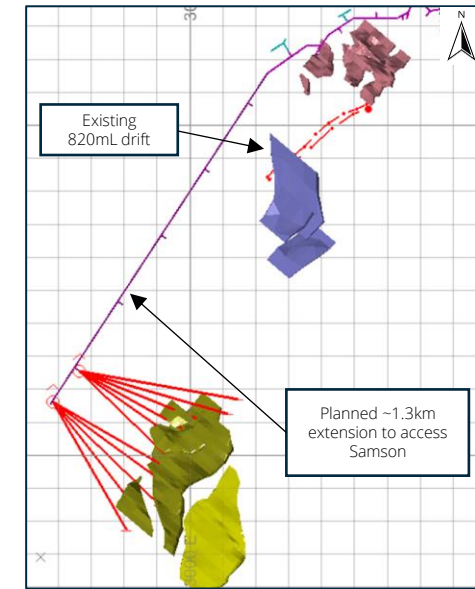 N
Existing
820mL drift
Planned ~1.3km
extension to access
Samson